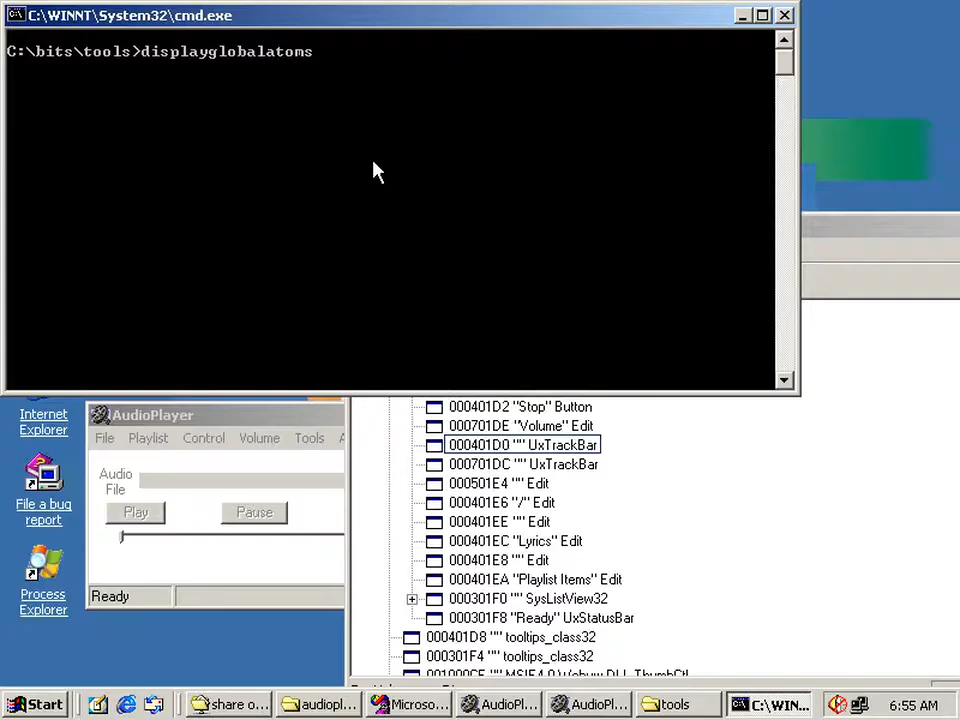 C:\WINNT\System32\cmd.exe
C:\bits\tools>displayglobalatoms
Internet
Explorer
File a bug
report
Process
Explorer
AudioPlayer
File Playlist Control Volume Tools
Audio
File
Play Pause
Ready
000401D2 "Stop" Button
000701DE "Volume" Edit
000401D0 "" UxTrackBar
000701DC "" UxTrackBar
000501E4 "" Edit
000401E6 "/" Edit
000401EE "" Edit
000401EC "Lyrics" Edit
000401E8 "" Edit
000401EA "Playlist Items" Edit
000301F0 "" SysListView32
000301F8 "Ready" UxStatusBar
000401D8 "" tooltips_class32
000301F4 "" tooltips_class32
Start share o... audiopl... Microso... AudioPl... AudioPl... tools C:\WIN... 6:55 AM